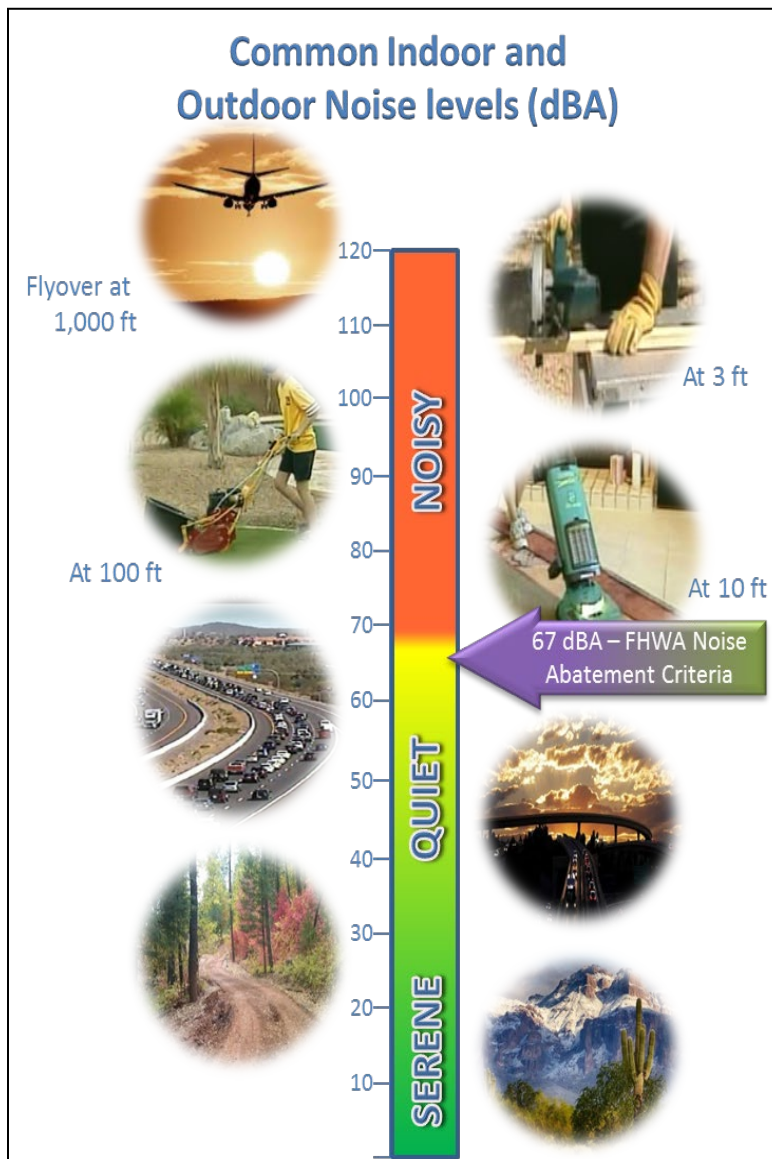 Common Indoor and
Outdoor Noise levels (dBA)
Flyover at
1,000 ft
At 3 ft
At 100 ft
At 10 ft
120
110
100
90
80
70
60
50
40
30
20
10
NOISY
QUIET
SERENE
67 dBA – FHWA Noise
Abatement Criteria